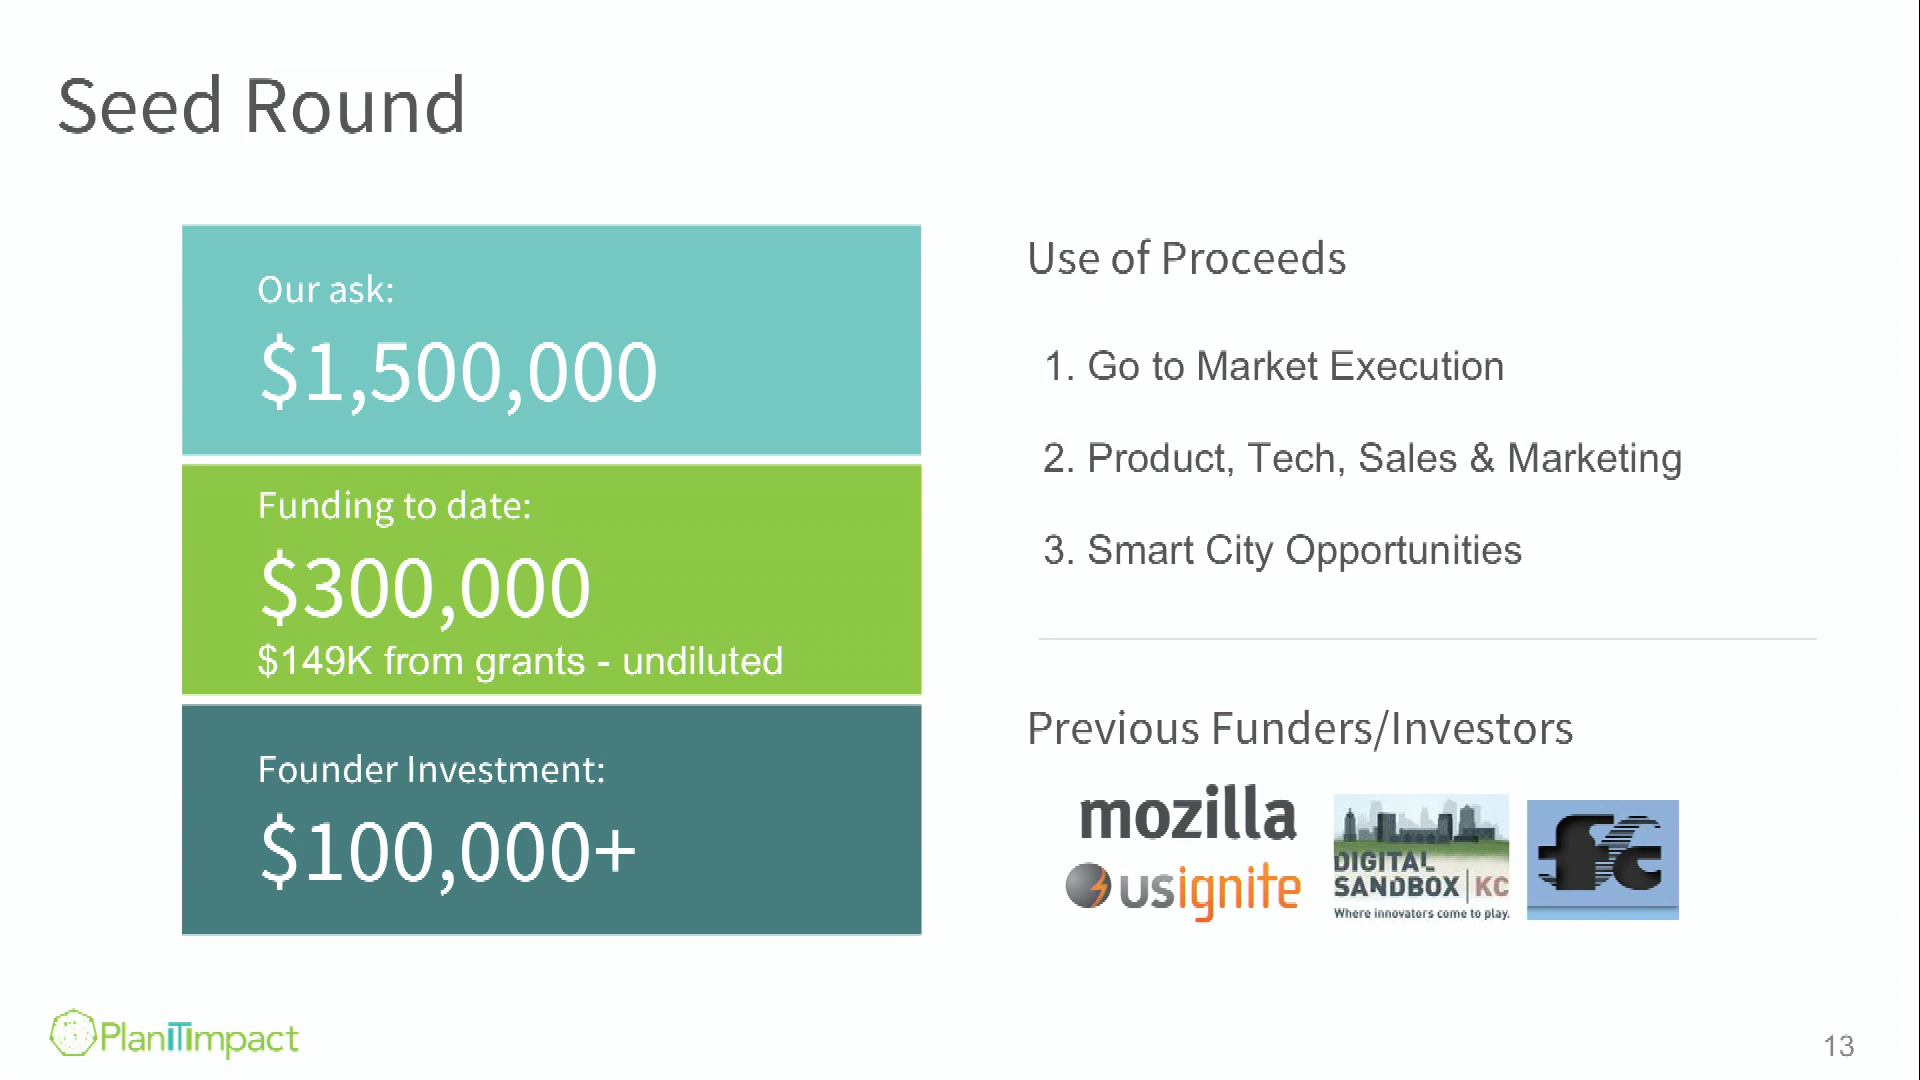 Seed Round
Our ask:
$1,500,000
Funding to date:
$300,000
$149K from grants - undiluted
Founder Investment:
$100,000+
Use of Proceeds
1. Go to Market Execution
2. Product, Tech, Sales & Marketing
3. Smart City Opportunities
Previous Funders/Investors
mozilla
usignite
DIGITAL
SANDBOX | KC
Where innovators come to play.
fc
PlanITImpact
13